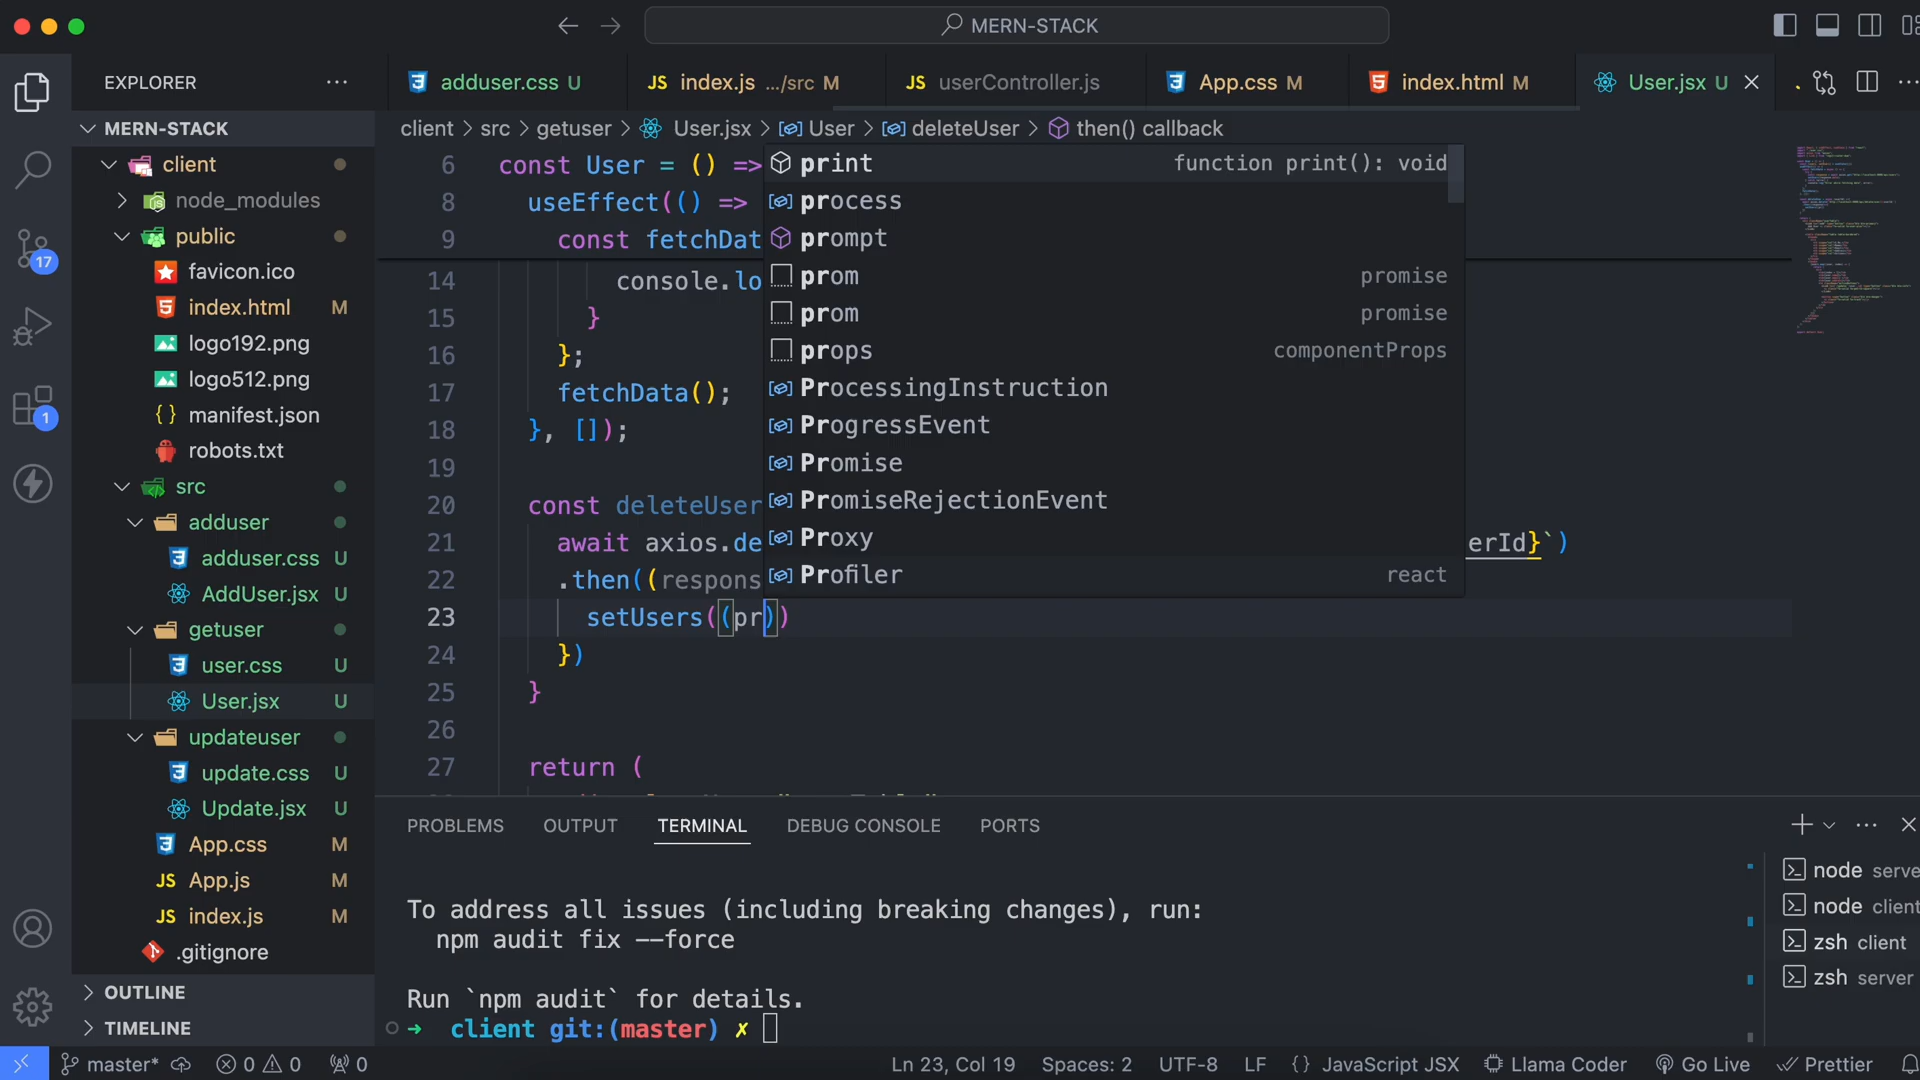 MERN-STACK
EXPLORER
adduser.css U
JS index.js .../src M
JS userController.js
App.css M
index.html M
User.jsx U
client > src > getuser > User.jsx > User > deleteUser > then() callback
MERN-STACK
client
node_modules
public
favicon.ico
index.html M
logo192.png
logo512.png
{} manifest.json
robots.txt
src
adduser
adduser.css U
AddUser.jsx U
getuser
user.css U
User.jsx U
updateuser
update.css U
Update.jsx U
App.css M
JS App.js M
JS index.js M
.gitignore
OUTLINE
TIMELINE
17
1
6 const User = () =>
8 useEffect(() =>
9 const fetchDat
14 console.lo
15 }
16 };
17 fetchData();
18 }, []);
19
20 const deleteUser
21 await axios.de erId}`)
22 .then((respons
23 setUsers((pr))
24 })
25 }
26
27 return (
print function print(): void
process
prompt
prom promise
prom promise
props componentProps
ProcessingInstruction
ProgressEvent
Promise
PromiseRejectionEvent
Proxy
Profiler react
PROBLEMS OUTPUT TERMINAL DEBUG CONSOLE PORTS
To address all issues (including breaking changes), run:
npm audit fix --force
Run `npm audit` for details.
➜ client git:(master) ✗
node serve
node client
zsh client
zsh server
master* 0 0 0 Ln 23, Col 19 Spaces: 2 UTF-8 LF {} JavaScript JSX Llama Coder Go Live Prettier